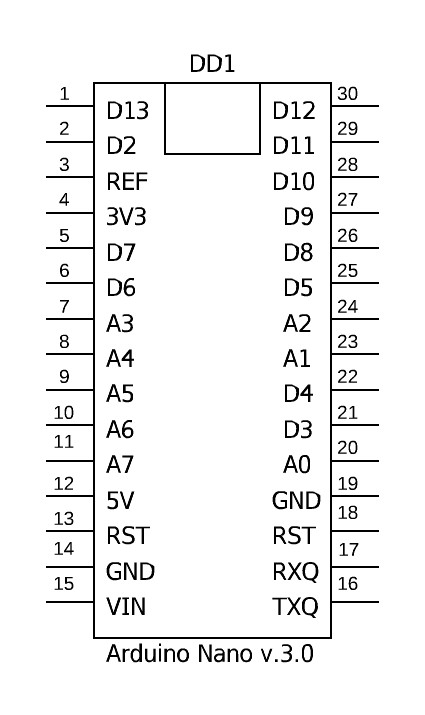 DD1
1 D13 D12 30
2 D2 D11 29
3 REF D10 28
4 3V3 D9 27
5 D7 D8 26
6 D6 D5 25
7 A3 A2 24
8 A4 A1 23
9 A5 D4 22
10 A6 D3 21
11 A7 A0 20
12 5V GND 19
13 RST RST 18
14 GND RXQ 17
15 VIN TXQ 16
Arduino Nano v.3.0